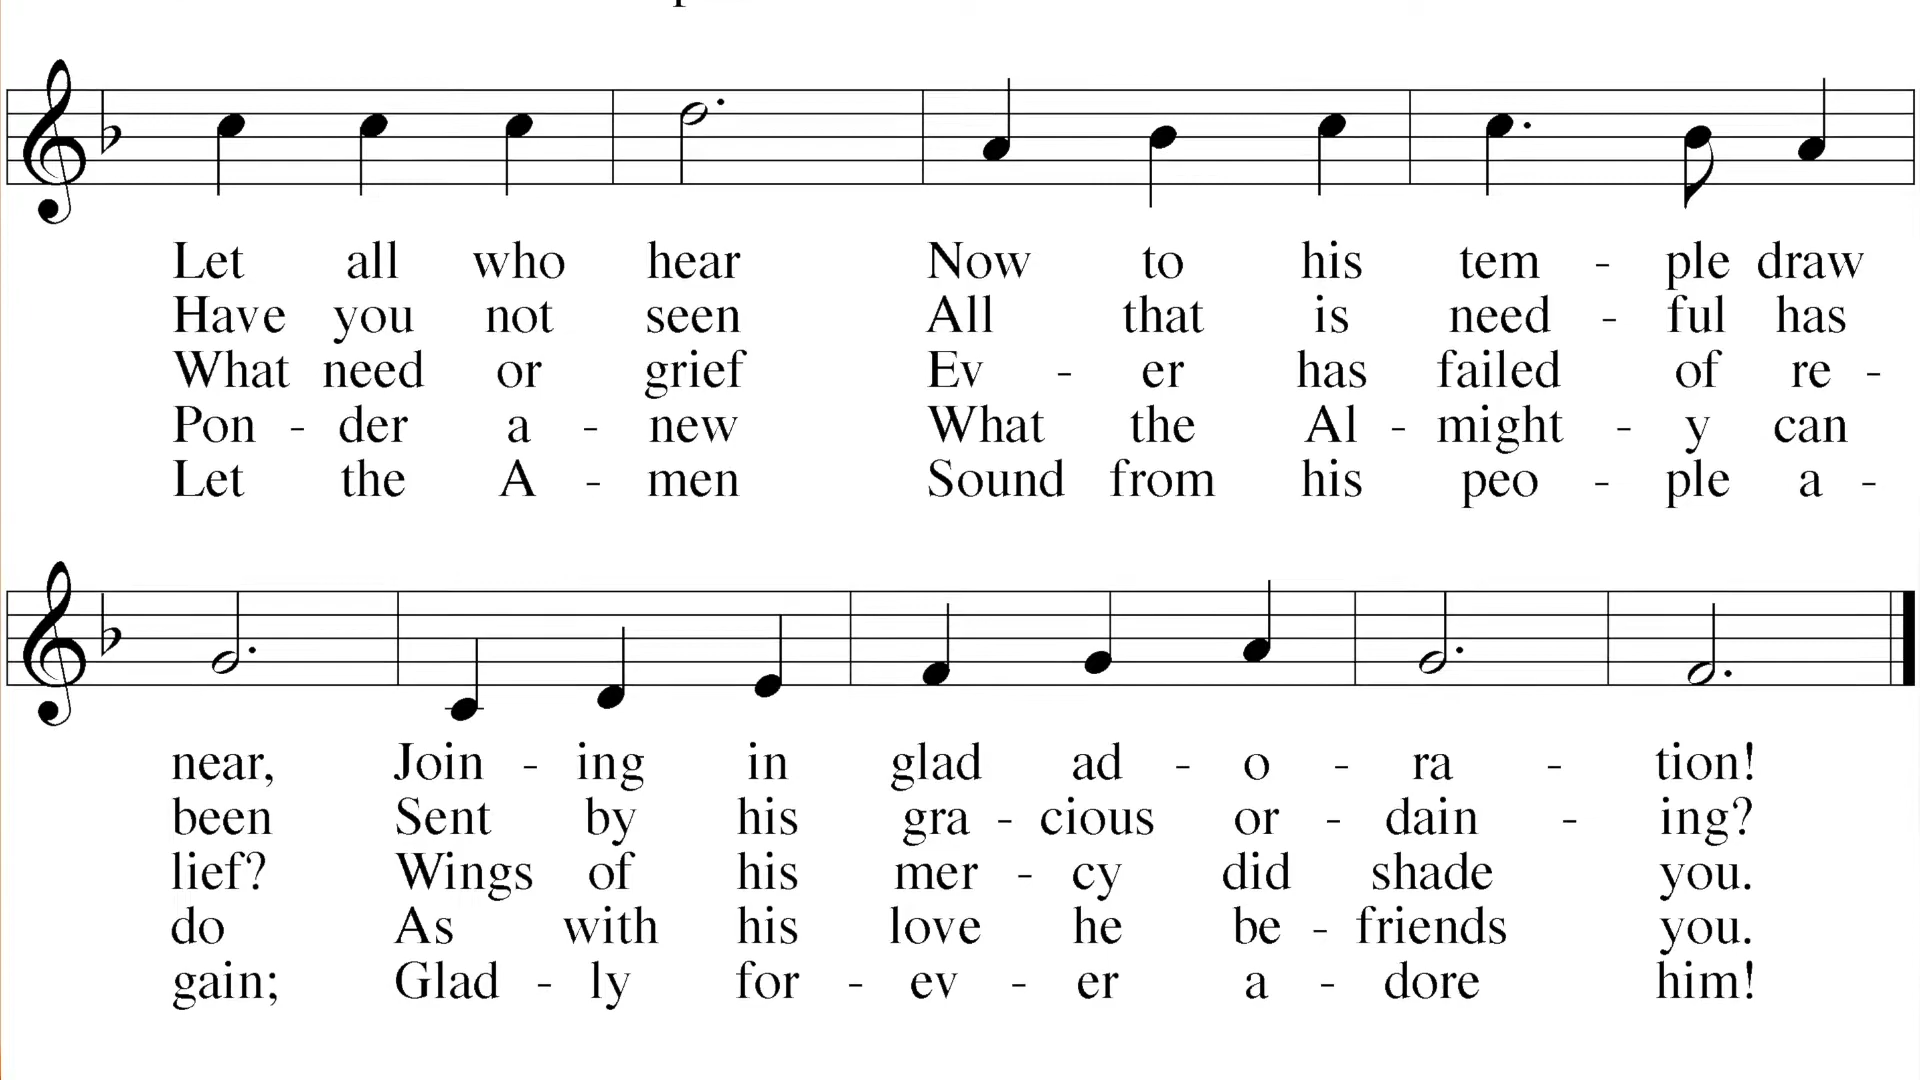 Let all who hear Now to his tem - ple draw
Have you not seen All that is need - ful has
What need or grief Ev - er has failed of re -
Pon - der a - new What the Al - might - y can
Let the A - men Sound from his peo - ple a -
near, Join - ing in glad ad - o - ra - tion!
been Sent by his gra - cious or - dain - ing?
lief? Wings of his mer - cy did shade you.
do As with his love he be - friends you.
gain; Glad - ly for - ev - er a - dore him!